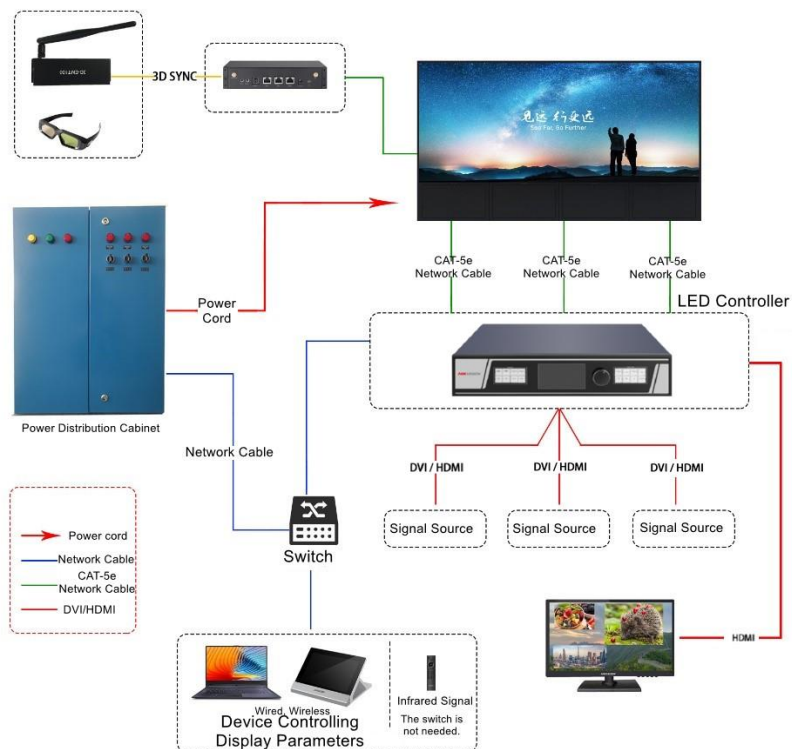 3D SYNC
见远 行更远
See Far, Go Further
CAT-5e
Network Cable
CAT-5e
Network Cable
CAT-5e
Network Cable
LED Controller
Power
Cord
Power Distribution Cabinet
Network Cable
DVI / HDMI
DVI / HDMI
DVI / HDMI
Signal Source
Signal Source
Signal Source
Switch
Power cord
Network Cable
CAT-5e
Network Cable
DVI/HDMI
HDMI
Wired, Wireless
Device Controlling
Display Parameters
Infrared Signal
The switch is
not needed.